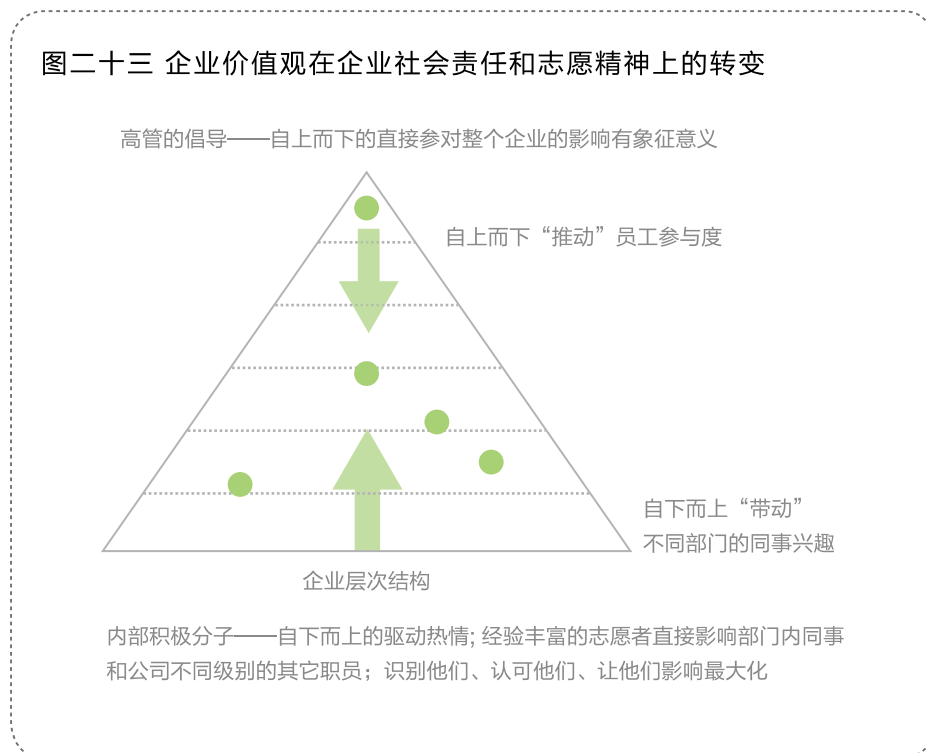 图二十三 企业价值观在企业社会责任和志愿精神上的转变
高管的倡导——自上而下的直接参对整个企业的影响有象征意义
自上而下“推动”员工参与度
自下而上“带动”
不同部门的同事兴趣
企业层次结构
内部积极分子——自下而上的驱动热情; 经验丰富的志愿者直接影响部门内同事
和公司不同级别的其它职员；识别他们、认可他们、让他们影响最大化